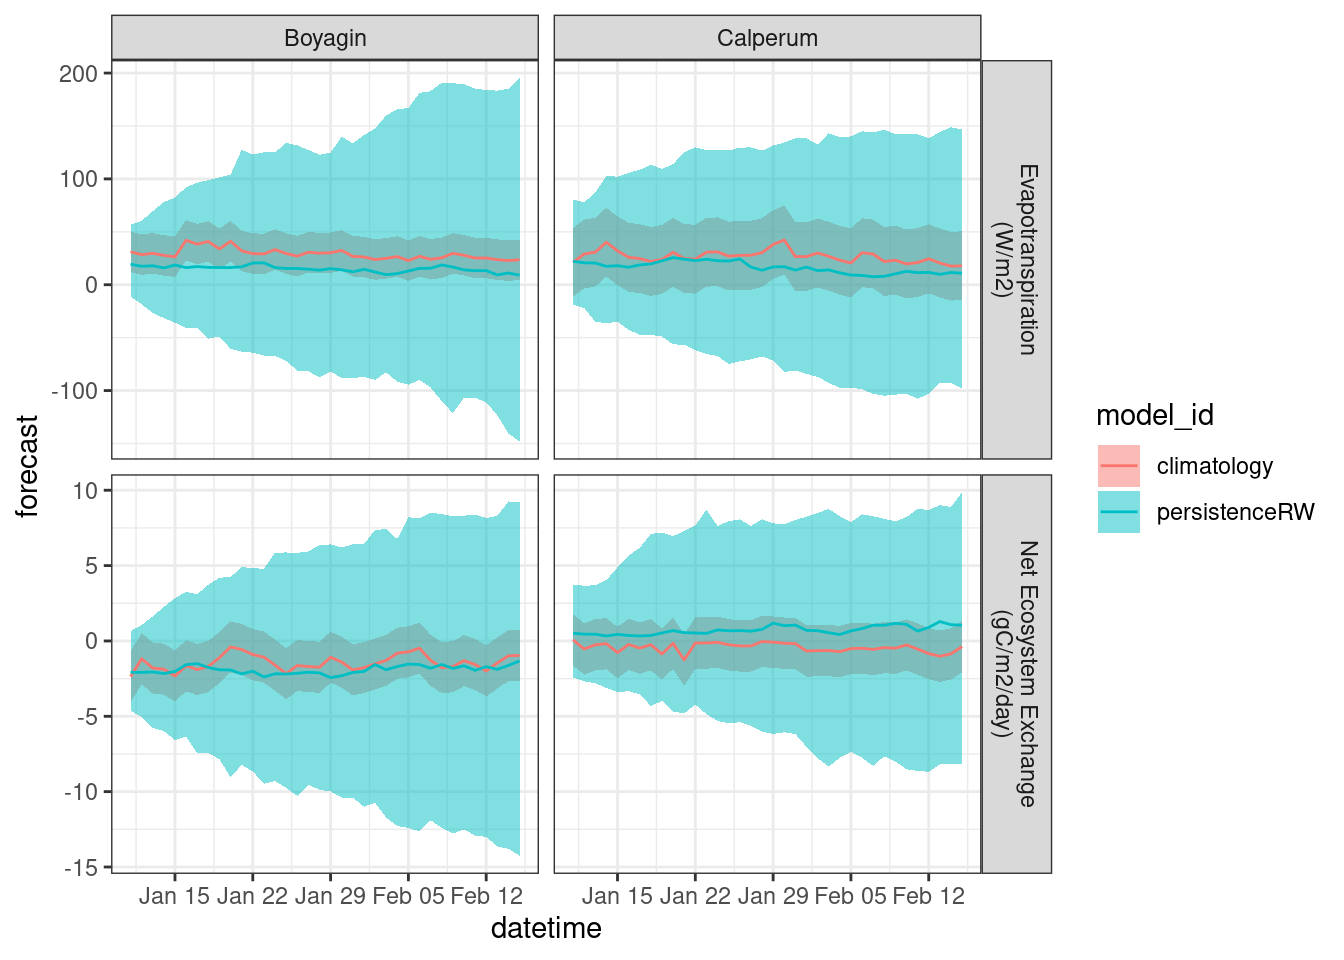 Boyagin
Calperum
200
100
0
-100
Evapotranspiration
(W/m2)
10
5
0
-5
-10
-15
Net Ecosystem Exchange
(gC/m2/day)
Jan 15 Jan 22 Jan 29 Feb 05 Feb 12
Jan 15 Jan 22 Jan 29 Feb 05 Feb 12
datetime
forecast
model_id
climatology
persistenceRW